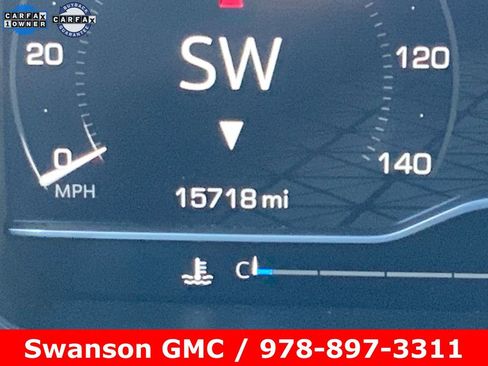 CARFAX
1 OWNER
BUYBACK
CARFAX
GUARANTEE
20
SW
120
0
MPH
140
15718 mi
C
Swanson GMC / 978-897-3311